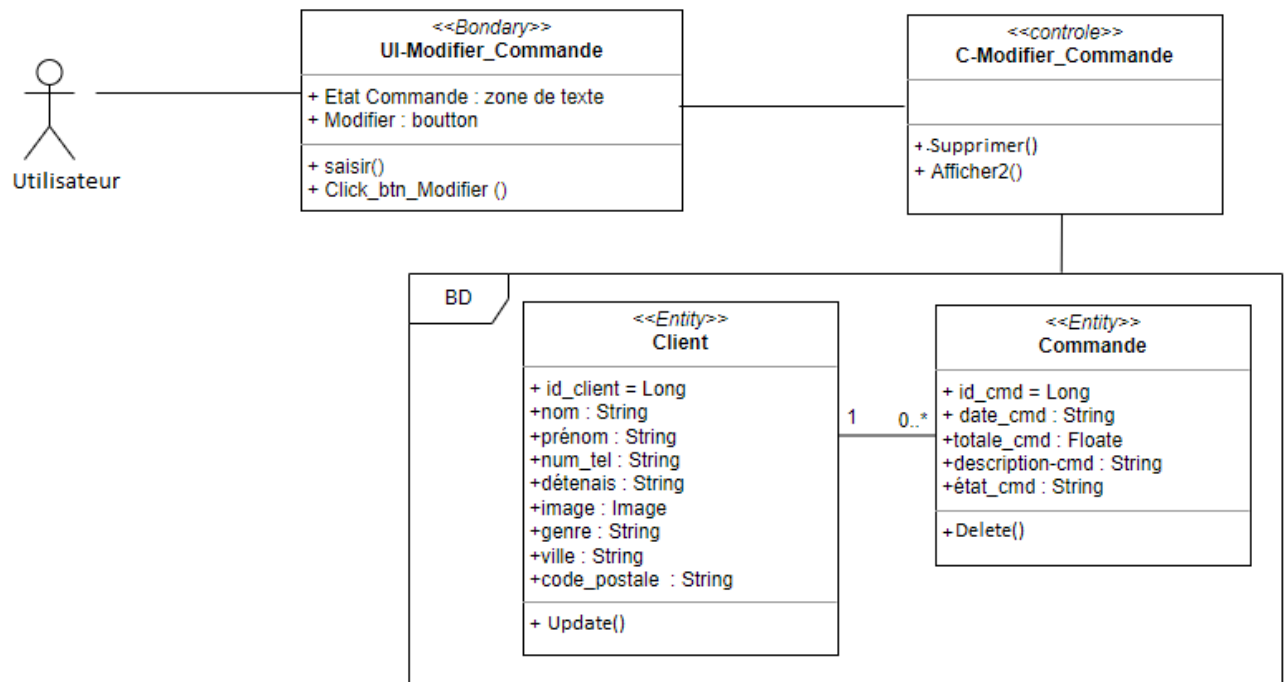 Utilisateur
<<Bondary>>
UI-Modifier_Commande
+ Etat Commande : zone de texte
+ Modifier : boutton
+ saisir()
+ Click_btn_Modifier ()
<<controle>>
C-Modifier_Commande
+.Supprimer()
+ Afficher2()
BD
<<Entity>>
Client
+ id_client = Long
+nom : String
+prénom : String
+num_tel : String
+détenais : String
+image : Image
+genre : String
+ville : String
+code_postale : String
+ Update()
1
0..*
<<Entity>>
Commande
+ id_cmd = Long
+ date_cmd : String
+totale_cmd : Floate
+description-cmd : String
+état_cmd : String
+Delete()